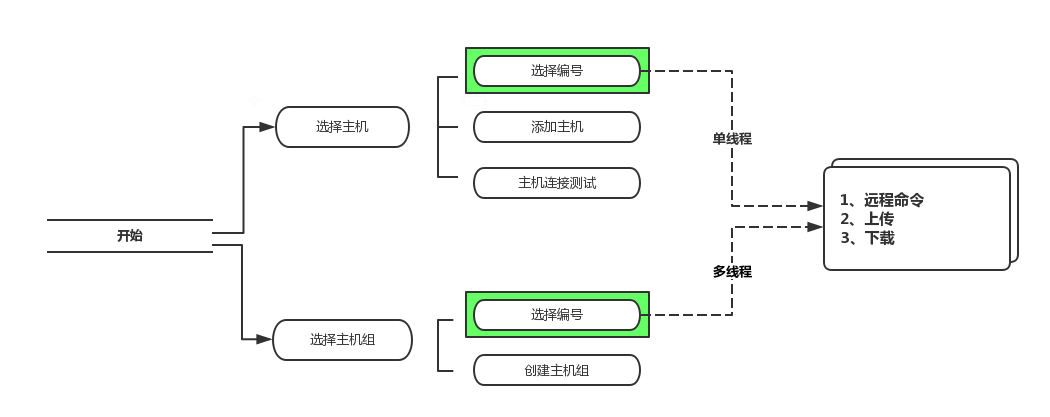 选择编号
选择主机
添加主机
单线程
主机连接测试
1、远程命令
2、上传
3、下载
开始
多线程
选择编号
选择主机组
创建主机组